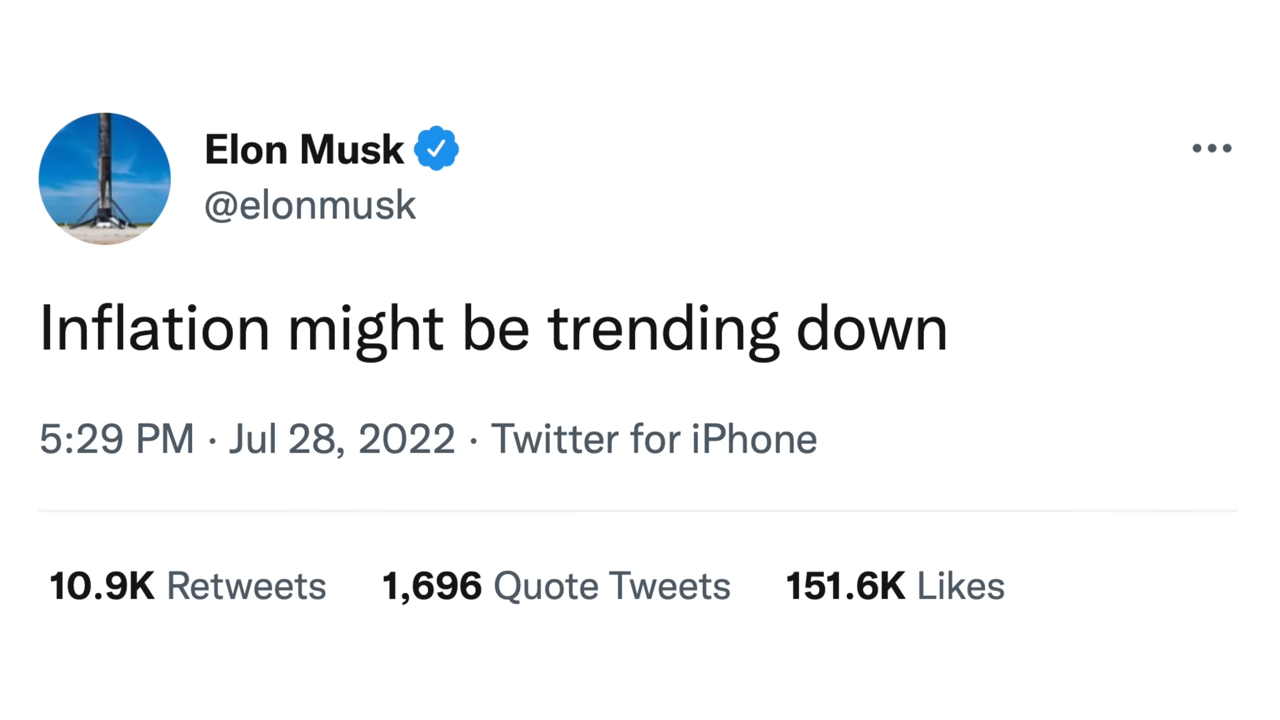 Elon Musk
@elonmusk
Inflation might be trending down
5:29 PM · Jul 28, 2022 · Twitter for iPhone
10.9K Retweets 1,696 Quote Tweets 151.6K Likes